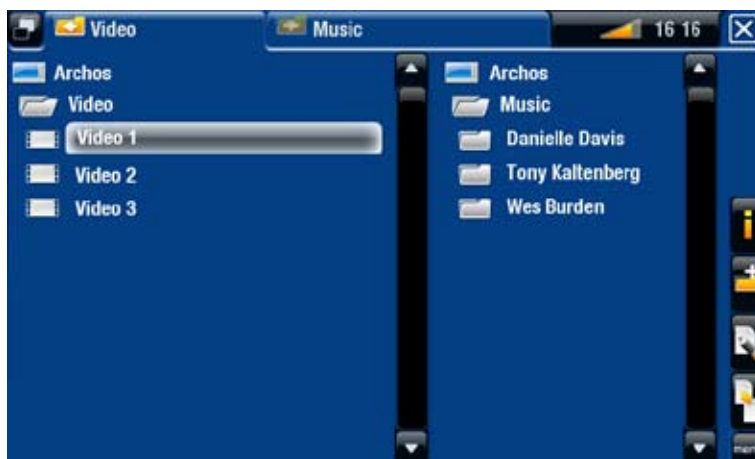 Video
Music
16 16
Archos
Video
Video 1
Video 2
Video 3
Archos
Music
Danielle Davis
Tony Kaltenberg
Wes Burden